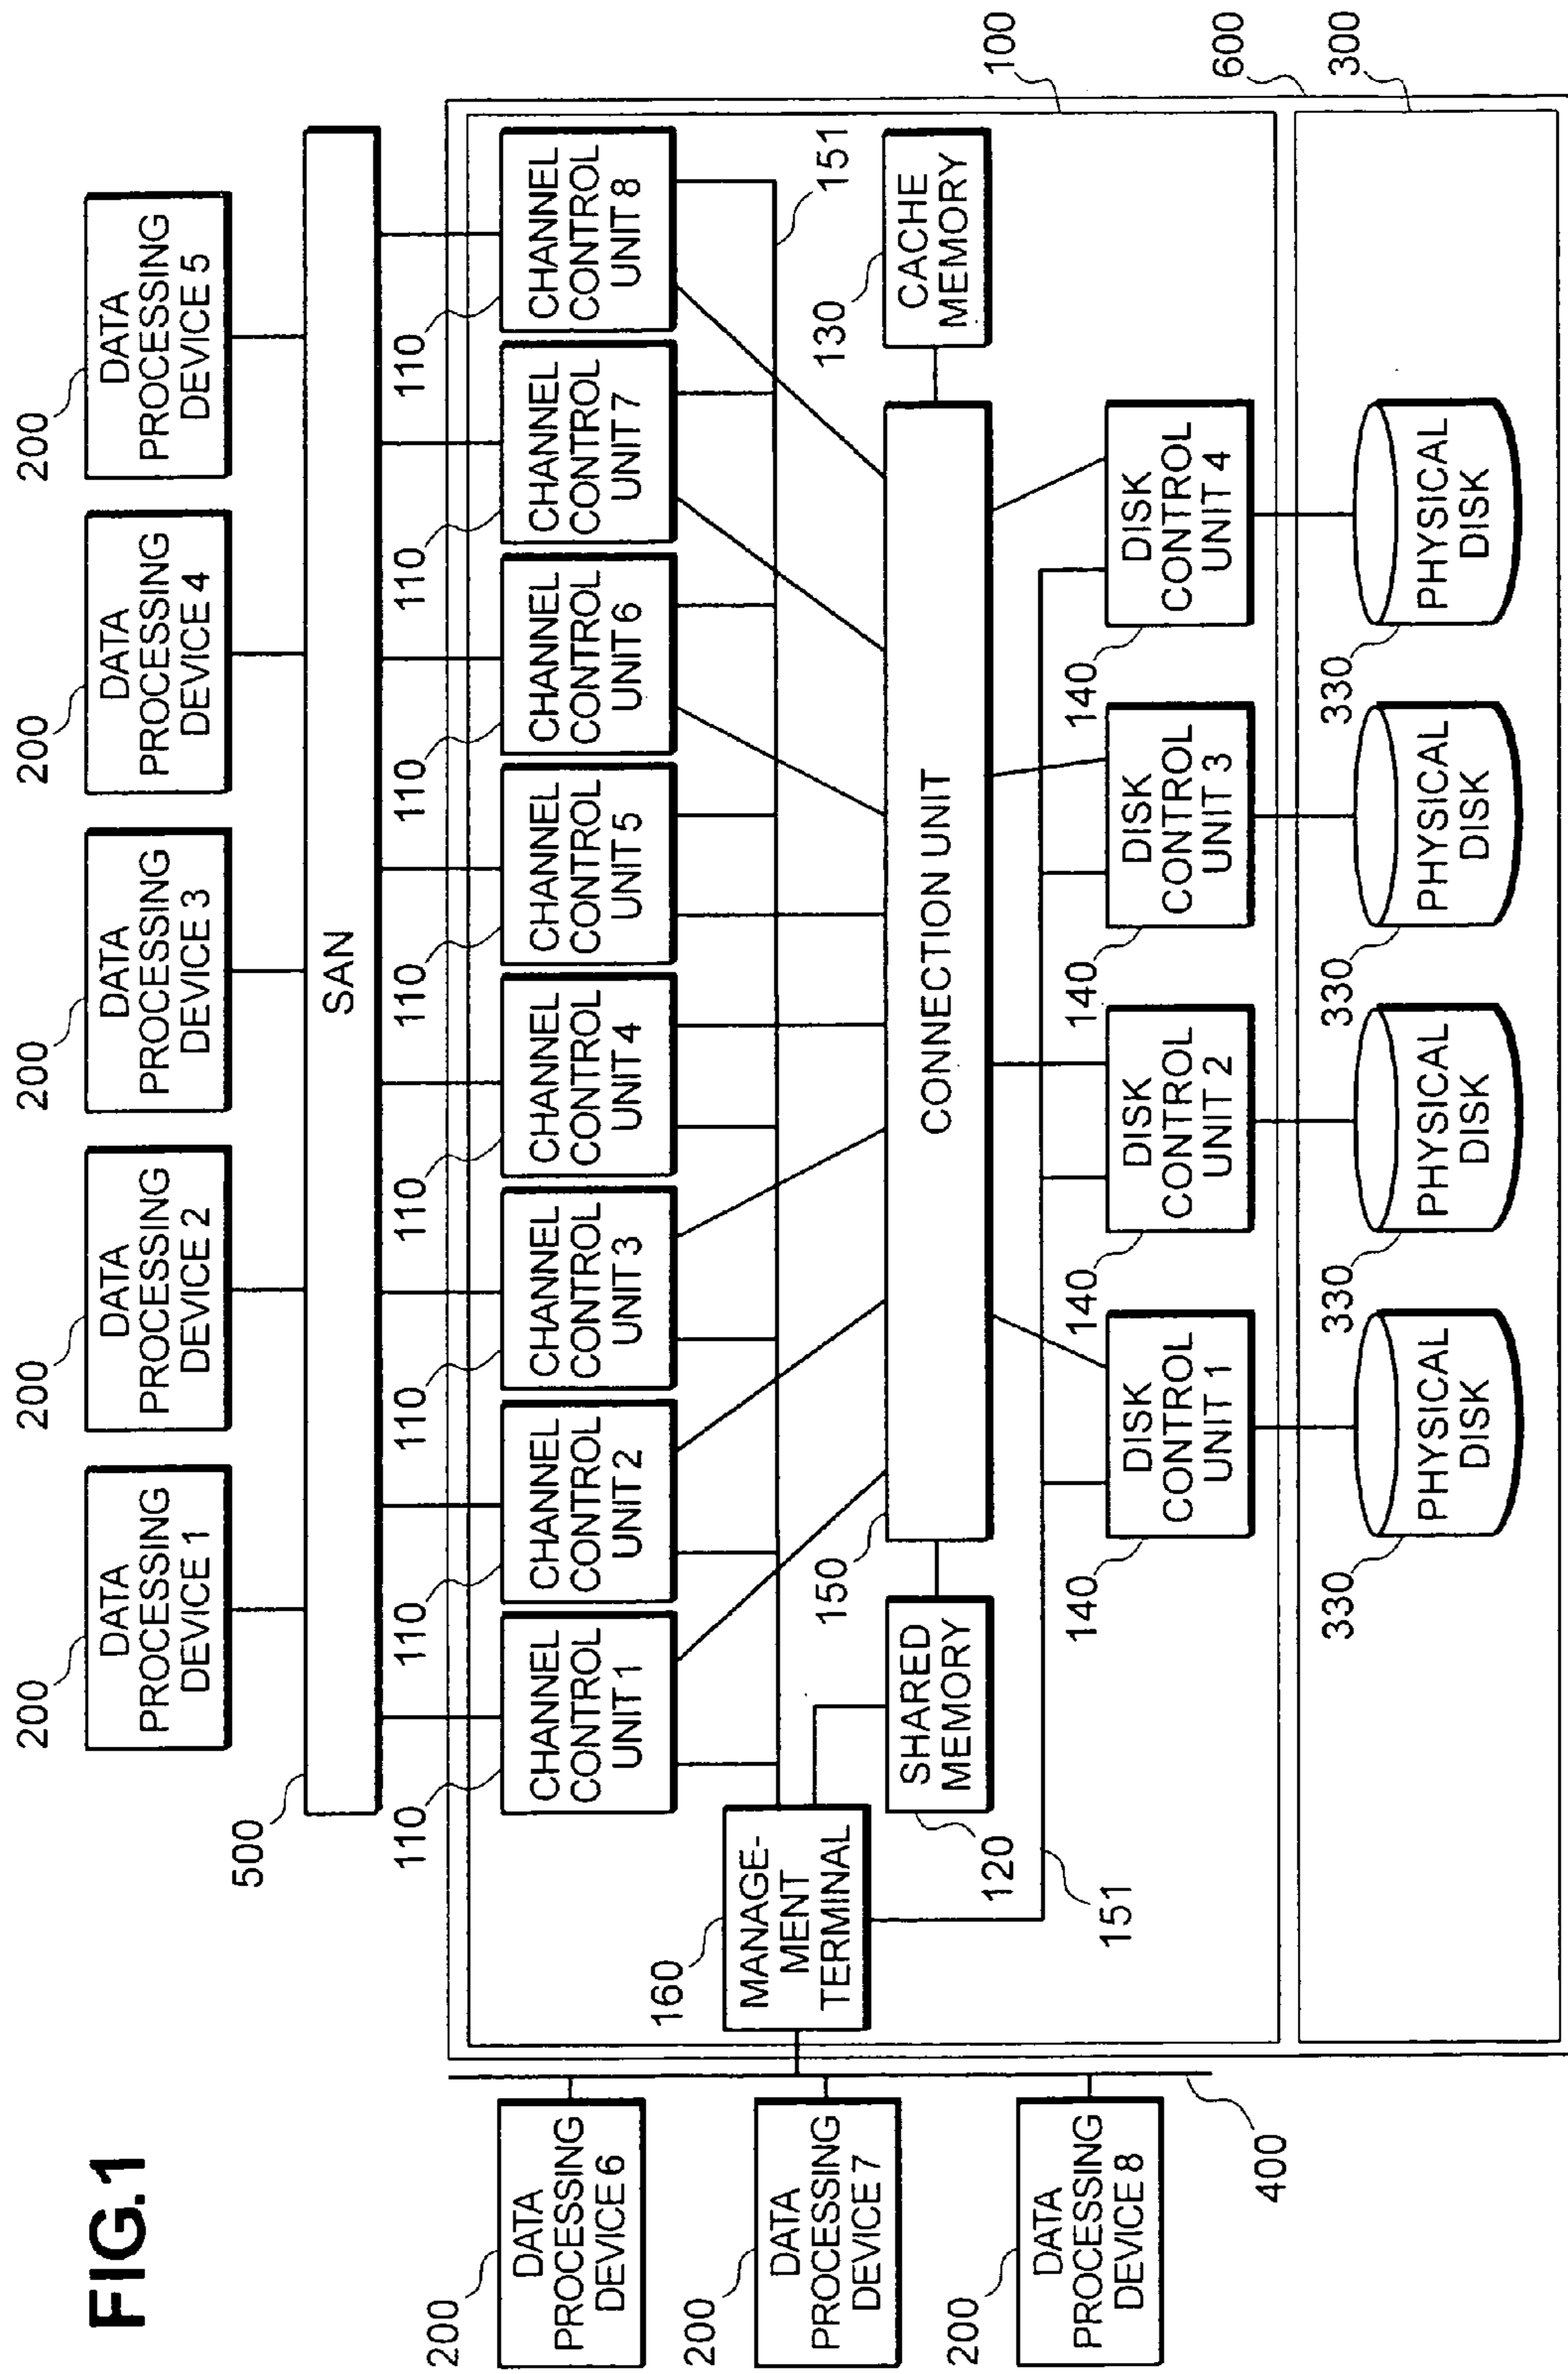 FIG.1
200
DATA
PROCESSING
DEVICE 1
200
DATA
PROCESSING
DEVICE 2
200
DATA
PROCESSING
DEVICE 3
200
DATA
PROCESSING
DEVICE 4
200
DATA
PROCESSING
DEVICE 5
500
SAN
110
CHANNEL
CONTROL
UNIT 1
110
CHANNEL
CONTROL
UNIT 2
110
CHANNEL
CONTROL
UNIT 3
110
CHANNEL
CONTROL
UNIT 4
110
CHANNEL
CONTROL
UNIT 5
110
CHANNEL
CONTROL
UNIT 6
110
CHANNEL
CONTROL
UNIT 7
110
CHANNEL
CONTROL
UNIT 8
200
DATA
PROCESSING
DEVICE 6
200
DATA
PROCESSING
DEVICE 7
200
DATA
PROCESSING
DEVICE 8
400
160
MANAGE-
MENT
TERMINAL
151
120
SHARED
MEMORY
150
CONNECTION UNIT
130
CACHE
MEMORY
151
140
DISK
CONTROL
UNIT 1
140
DISK
CONTROL
UNIT 2
140
DISK
CONTROL
UNIT 3
140
DISK
CONTROL
UNIT 4
100
600
300
330
PHYSICAL
DISK
330
PHYSICAL
DISK
330
PHYSICAL
DISK
330
PHYSICAL
DISK